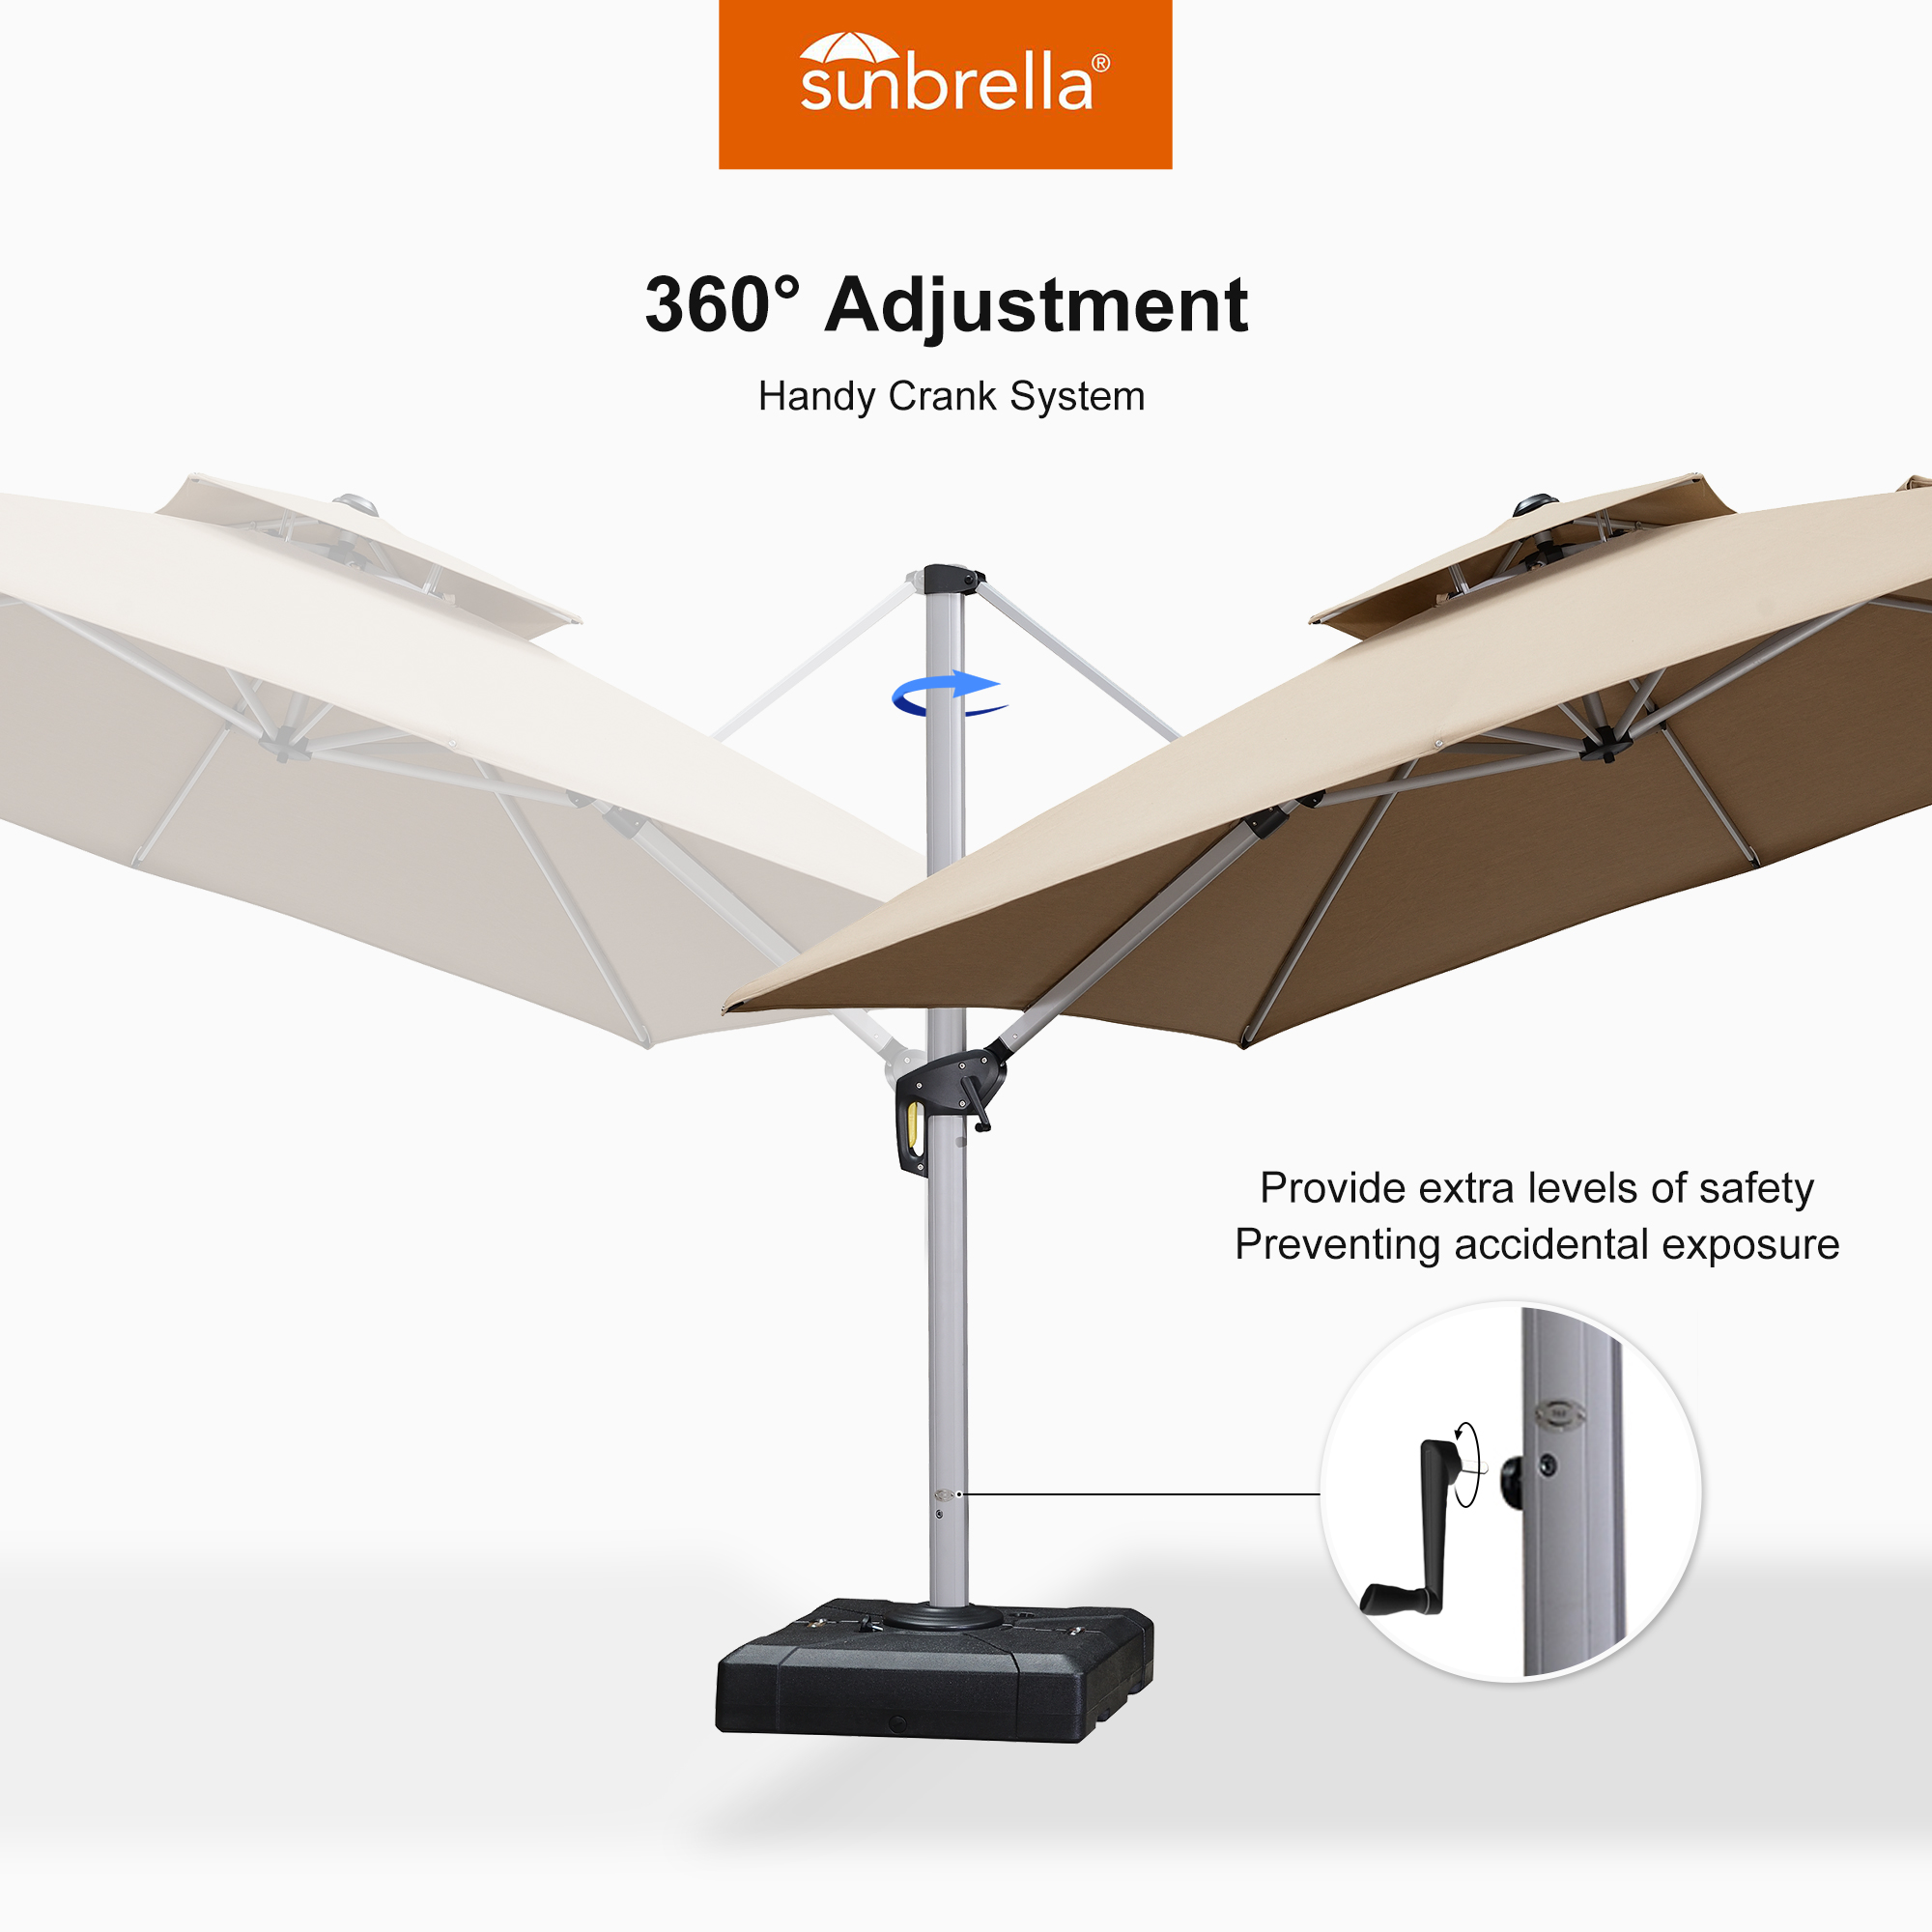 sunbrella®
360° Adjustment
Handy Crank System
Provide extra levels of safety
Preventing accidental exposure